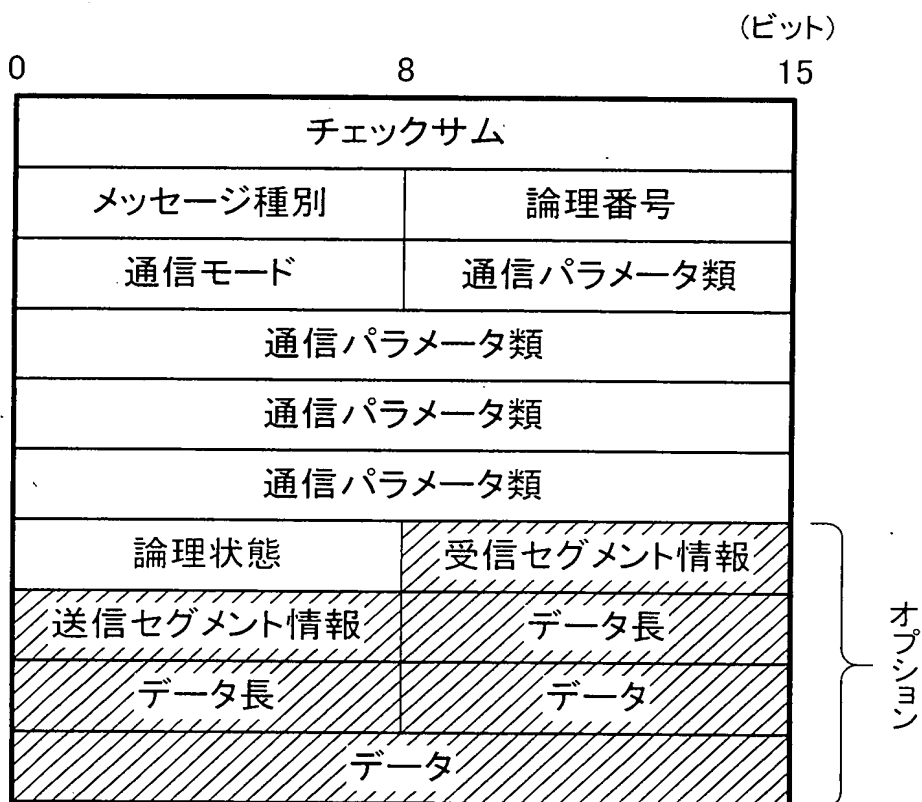 (ビット)
0 8 15
チェックサム
メッセージ種別 論理番号
通信モード 通信パラメータ類
通信パラメータ類
通信パラメータ類
通信パラメータ類
論理状態 受信セグメント情報
送信セグメント情報 データ長
データ長 データ
データ
オプション